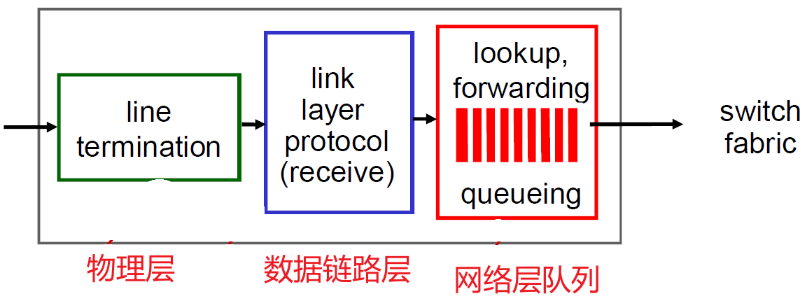 line
termination
link
layer
protocol
(receive)
lookup,
forwarding
queueing
switch
fabric
物理层
数据链路层
网络层队列